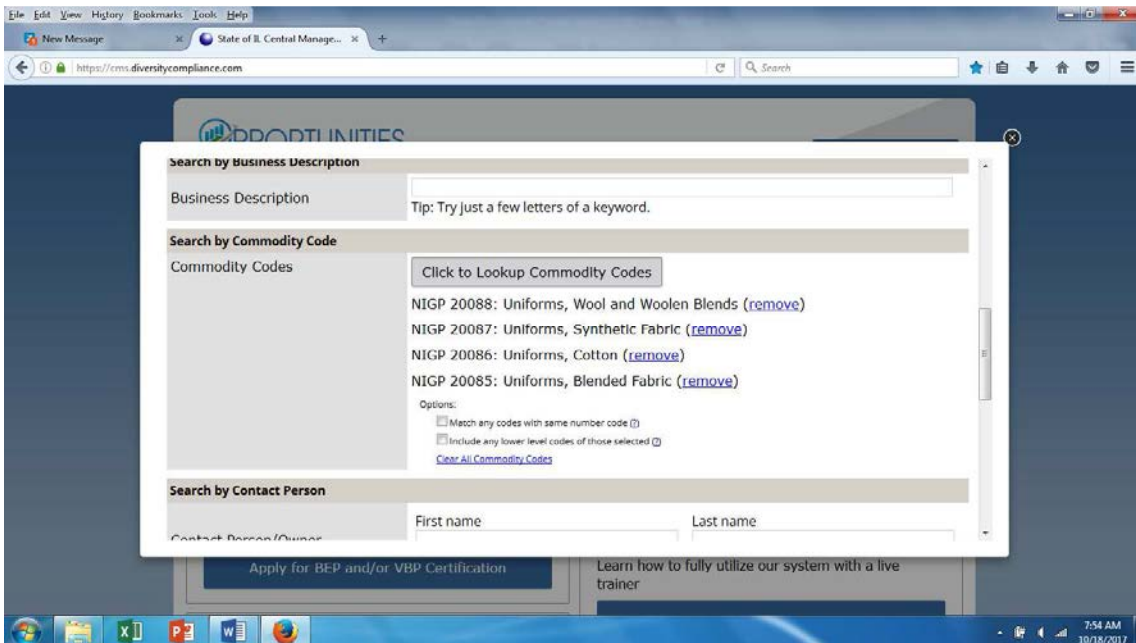 File Edit View History Bookmarks Tools Help
New Message × State of IL Central Manage... × +
https://cms.diversitycompliance.com Search
OPPORTUNITIES
Search by Business Description
Business Description
Tip: Try just a few letters of a keyword.
Search by Commodity Code
Commodity Codes
Click to Lookup Commodity Codes
NIGP 20088: Uniforms, Wool and Woolen Blends (remove)
NIGP 20087: Uniforms, Synthetic Fabric (remove)
NIGP 20086: Uniforms, Cotton (remove)
NIGP 20085: Uniforms, Blended Fabric (remove)
Options:
Match any codes with same number code (?)
Include any lower level codes of those selected (?)
Clear All Commodity Codes
Search by Contact Person
First name Last name
Contact Person/Owner
Apply for BEP and/or VBP Certification
Learn how to fully utilize our system with a live
trainer
7:54 AM
10/18/2017